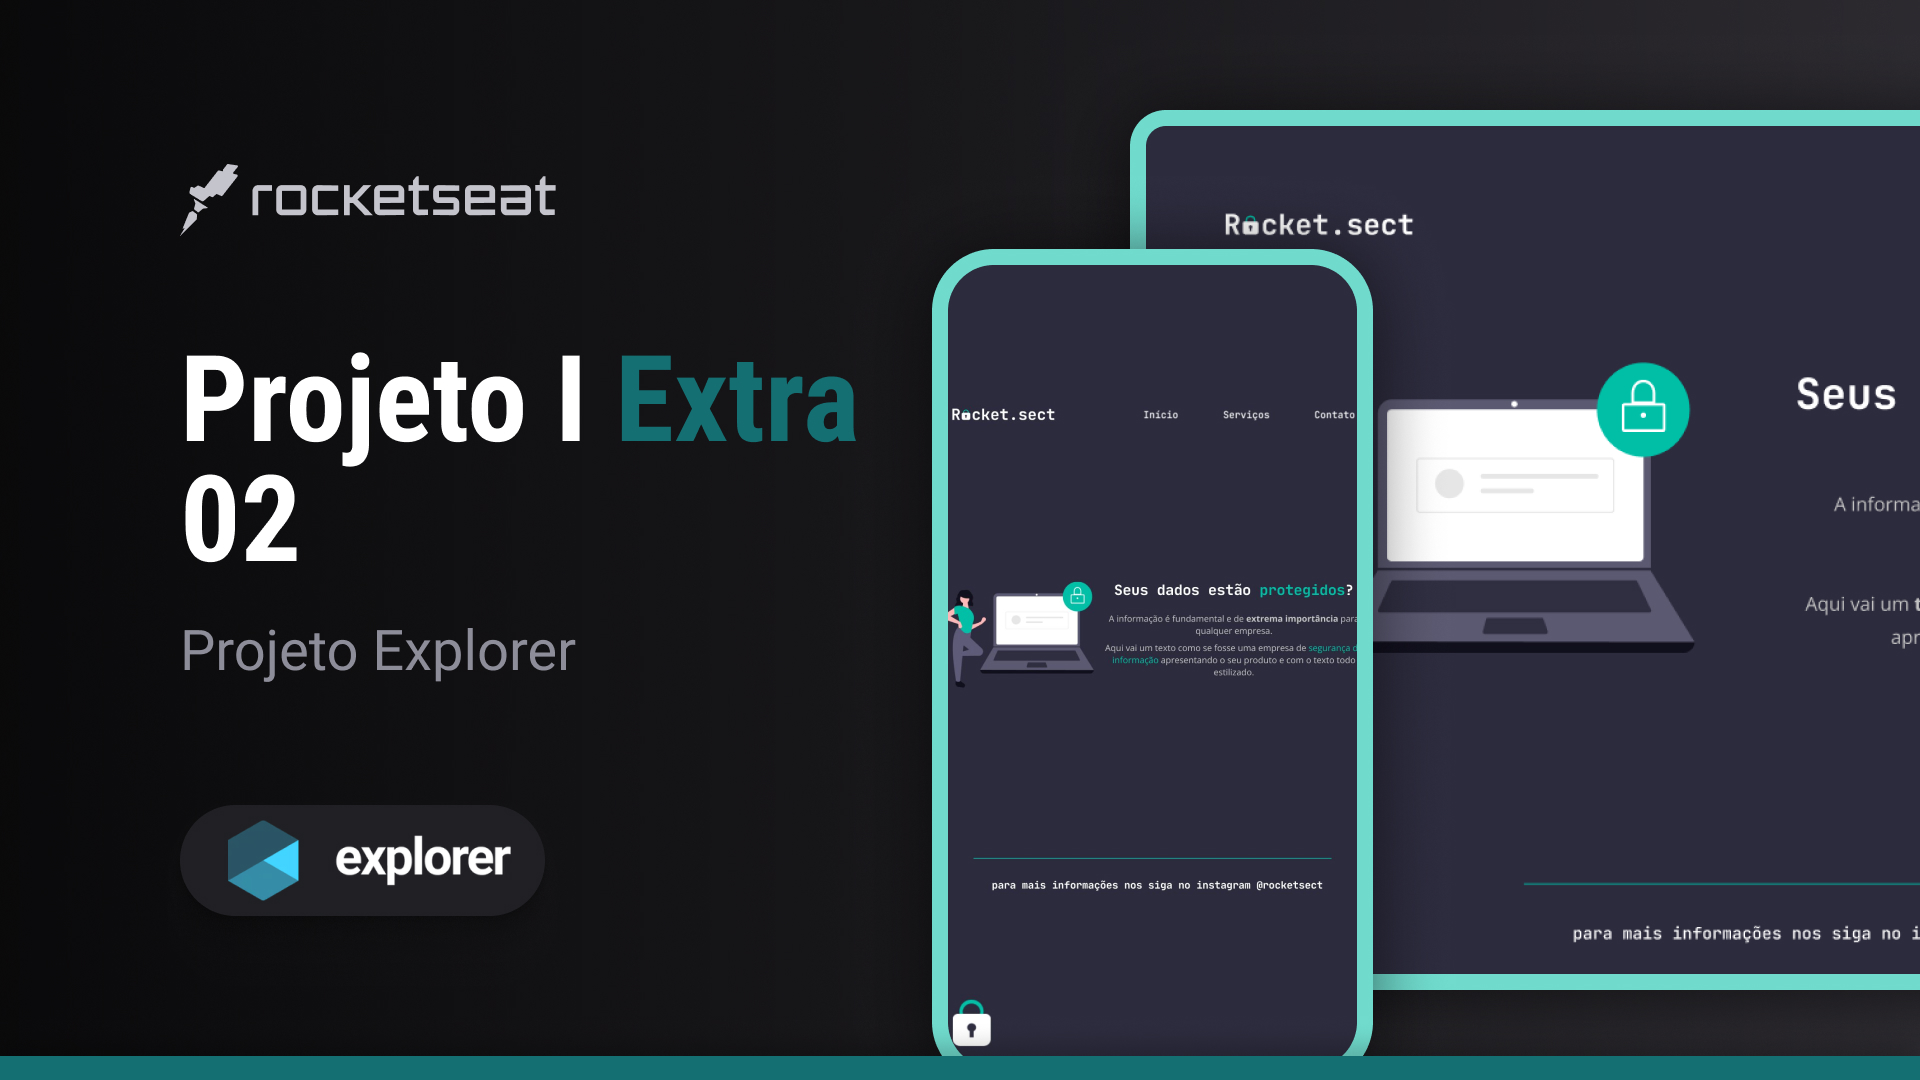 rocketseat
Projeto I Extra
02
Projeto Explorer
explorer
Rocket.sect
Início
Serviços
Contato
Seus dados estão protegidos?
A informação é fundamental e de extrema importância para
qualquer empresa.
Aqui vai um texto como se fosse uma empresa de segurança d
informação apresentando o seu produto e com o texto todo
estilizado.
para mais informações nos siga no instagram @rocketsect
Rocket.sect
Seus
A informa
Aqui vai um t
apr
para mais informações nos siga no i